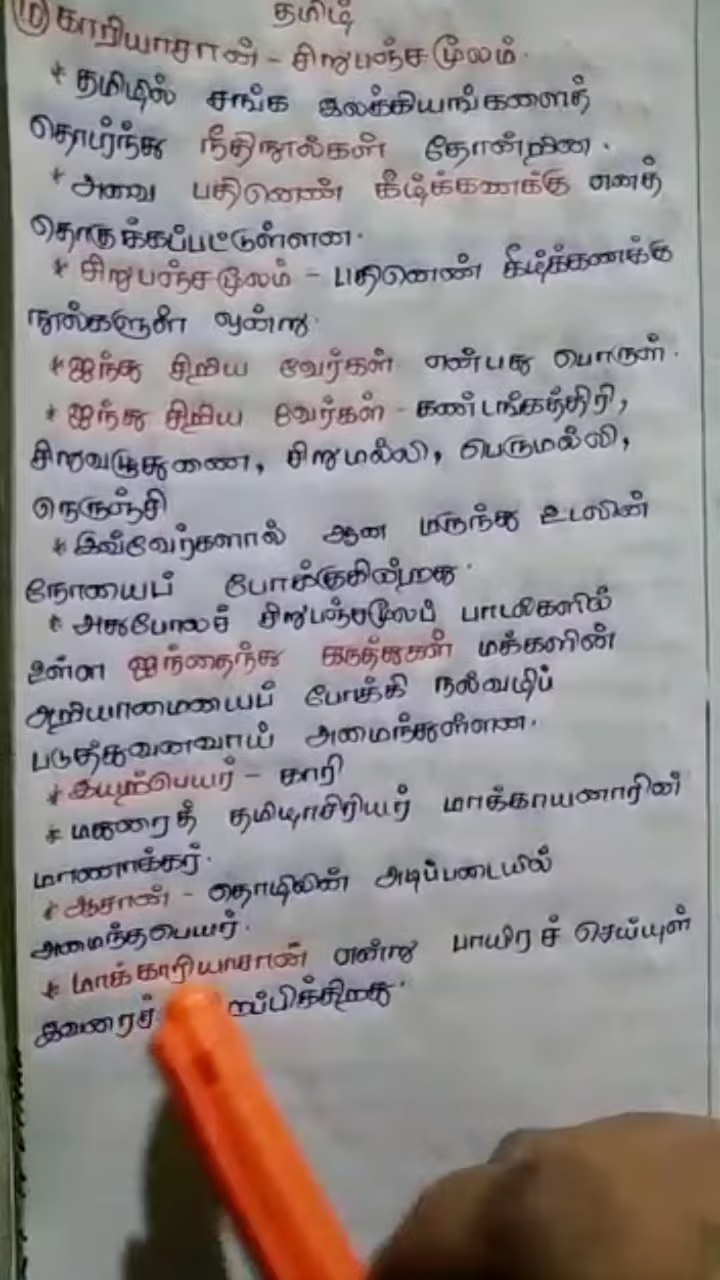 தமிழ்
காரியாசான் - சிறுபஞ்சமூலம்.
* தமிழில் சங்க இலக்கியங்களைத்
தொடர்ந்து நீதிநூல்கள் தோன்றின.
* அவை பதினெண் கீழ்க்கணக்கு எனத்
தொகுக்கப்பட்டுள்ளன.
* சிறுபஞ்சமூலம் - பதினெண் கீழ்க்கணக்கு
நூல்களுள் ஒன்று.
* ஐந்து சிறிய வேர்கள் என்பது பொருள்.
* ஐந்து சிறிய வேர்கள் - கண்டங்கத்திரி,
சிறுவழுதுணை, சிறுமல்லி, பெருமல்லி,
நெருஞ்சி
* இவ்வேர்களால் ஆன மருந்து உடலின்
நோயைப் போக்குகின்றது.
* அதுபோலச் சிறுபஞ்சமூலப் பாடல்களில்
உள்ள ஐந்தைந்து கருத்துகள் மக்களின்
அறியாமையைப் போக்கி நல்வழிப்
படுத்துவனவாய் அமைந்துள்ளன.
* இயற்பெயர் - காரி
* மதுரைத் தமிழாசிரியர் மாக்காயனாரின்
மாணாக்கர்.
* ஆசான் - தொழிலின் அடிப்படையில்
அமைந்தபெயர்.
* மாக்காரியாசான் என்று பாயிரச் செய்யுள்
இவரைச்